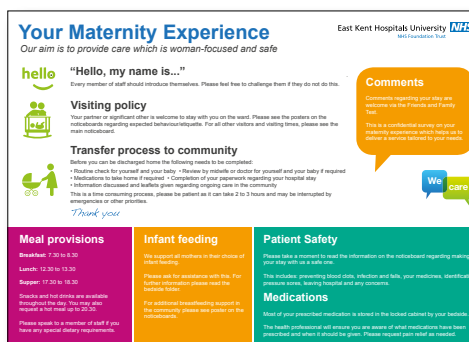 Your Maternity Experience
Our aim is to provide care which is woman-focused and safe
East Kent Hospitals University NHS
NHS Foundation Trust
hello
"Hello, my name is..."
Every member of staff should introduce themselves. Please feel free to challenge them if they do not do this.
Visiting policy
Your partner or significant other is welcome to stay with you on the ward. Please see the posters on the
noticeboards regarding expected behaviour/etiquette. For all other visitors and visiting times, please see the
main noticeboard.
Transfer process to community
Before you can be discharged home the following needs to be completed:
• Routine check for yourself and your baby • Review by midwife or doctor for yourself and your baby if required
• Medications to take home if required • Completion of your paperwork regarding your hospital stay
• Information discussed and leaflets given regarding ongoing care in the community
This is a time consuming process, please be patient as it can take 2 to 3 hours and may be interrupted by
emergencies or other priorities.
Thank you
Comments
Comments regarding your stay are
welcome via the Friends and Family
Test.
This is a confidential survey on your
maternity experience which helps us to
deliver a service tailored to your needs.
We
care
Meal provisions
Breakfast: 7.30 to 8.30
Lunch: 12.30 to 13.30
Supper: 17.30 to 18.30
Snacks and hot drinks are available
throughout the day. You may also
request a hot meal up to 20.30.
Please speak to a member of staff if you
have any special dietary requirements.
Infant feeding
We support all mothers in their choice of
infant feeding.
Please ask for assistance with this. For
further information please read the
bedside folder.
For additional breastfeeding support in
the community please see poster on the
noticeboards.
Patient Safety
Please take a moment to read the information on the noticeboard regarding making
your stay with us a safe one.
This includes: preventing blood clots, infection and falls, your medicines, identification,
pressure sores, leaving hospital and any concerns.
Medications
Most of your prescribed medication is stored in the locked cabinet by your bedside.
The health professional will ensure you are aware of what medications have been
prescribed and when it should be given. Please request pain relief as needed.